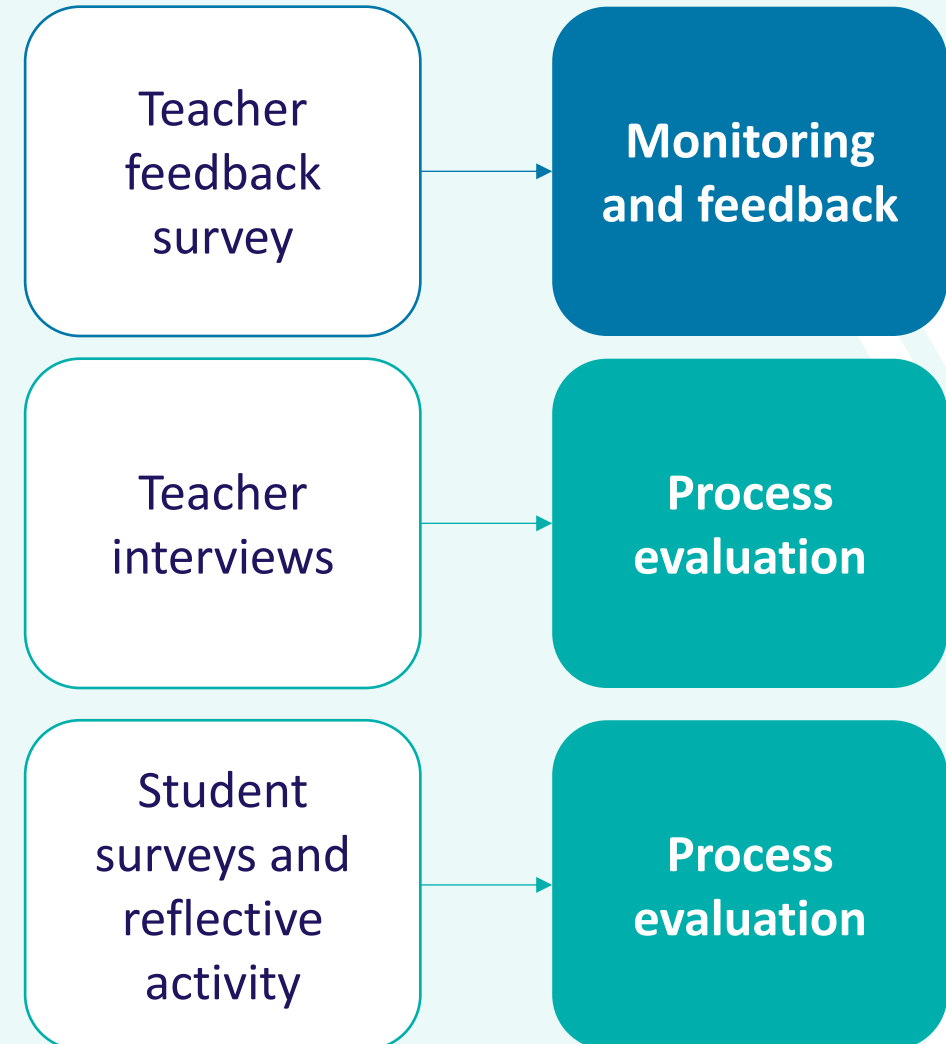 Teacher
feedback
survey
Monitoring
and feedback
Teacher
interviews
Process
evaluation
Student
surveys and
reflective
activity
Process
evaluation